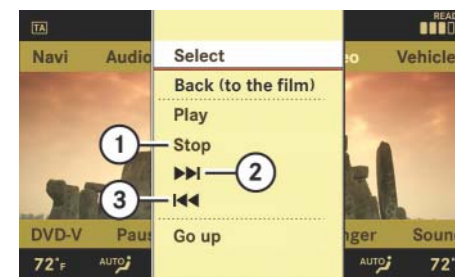 TA
READ
Navi Audio Select eo Vehicle
Back (to the film)
Play
1 Stop
2
3
DVD-V Paus Go up nger Soun
72°F AUTO AUTO 72°